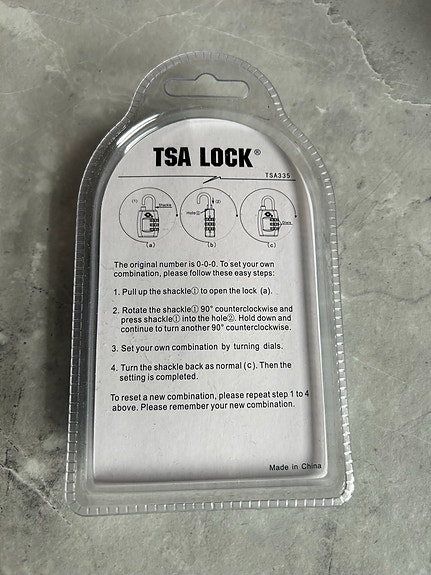 TSA LOCK®
TSA335
(1) Shackle
Hole① (2)
Dials
(a) (b) (c)
The original number is 0-0-0. To set your own
combination, please follow these easy steps:
1. Pull up the shackle① to open the lock (a).
2. Rotate the shackle① 90° counterclockwise and
press shackle① into the hole②. Hold down and
continue to turn another 90° counterclockwise.
3. Set your own combination by turning dials.
4. Turn the shackle back as normal (c). Then the
setting is completed.
To reset a new combination, please repeat step 1 to 4
above. Please remember your new combination.
Made in China